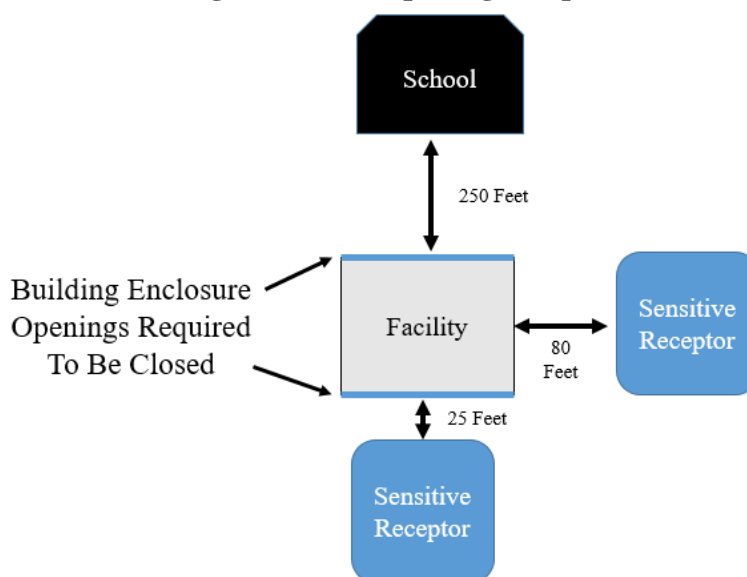 School
250 Feet
Building Enclosure
Openings Required
To Be Closed
Facility
Sensitive
Receptor
80
Feet
25 Feet
Sensitive
Receptor